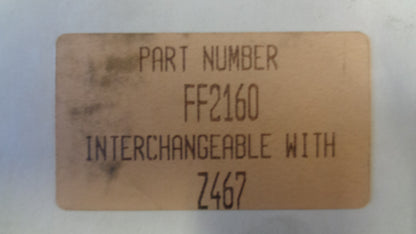 PART NUMBER
FF2160
INTERCHANGEABLE WITH
Z467